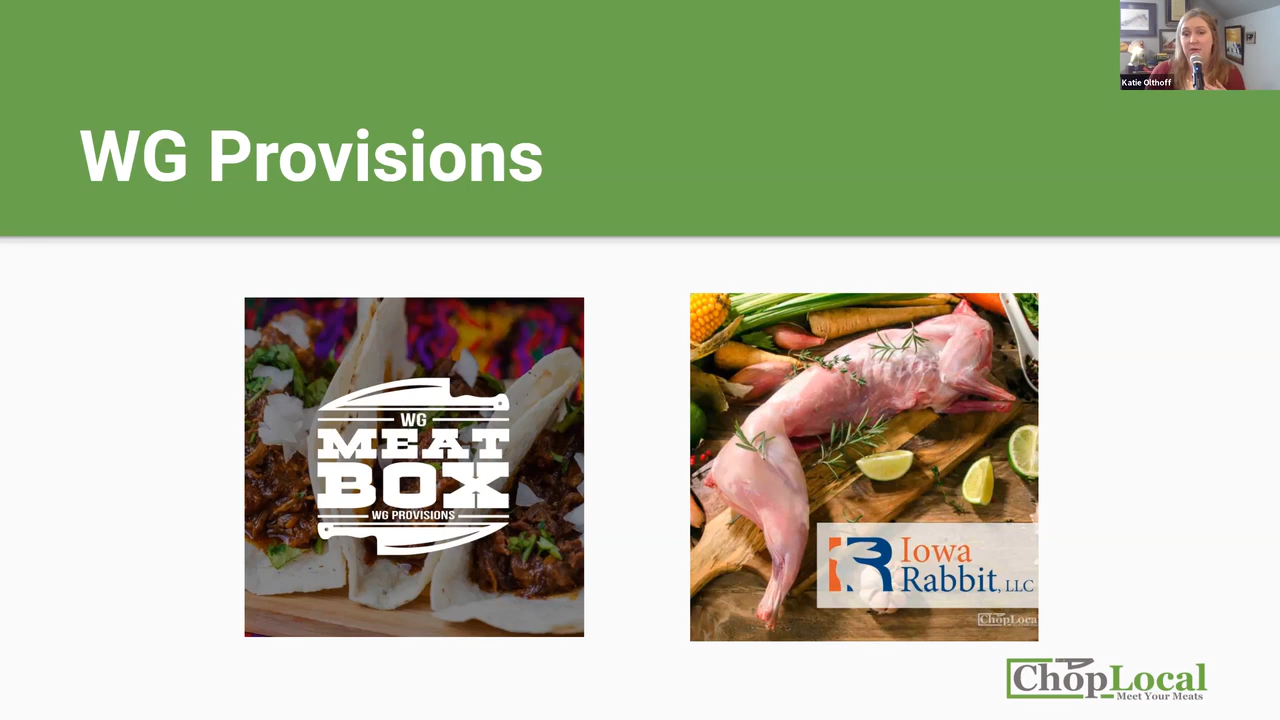 Katie Olthoff
WG Provisions
WG
MEAT
BOX
WG PROVISIONS
Iowa
Rabbit, LLC
ChopLocal
ChopLocal
Meet Your Meats